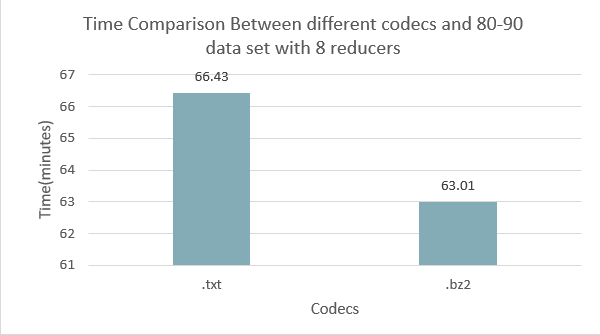 Time Comparison Between different codecs and 80-90
data set with 8 reducers
67
66
65
64
63
62
61
Time(minutes)
66.43
63.01
.txt
.bz2
Codecs